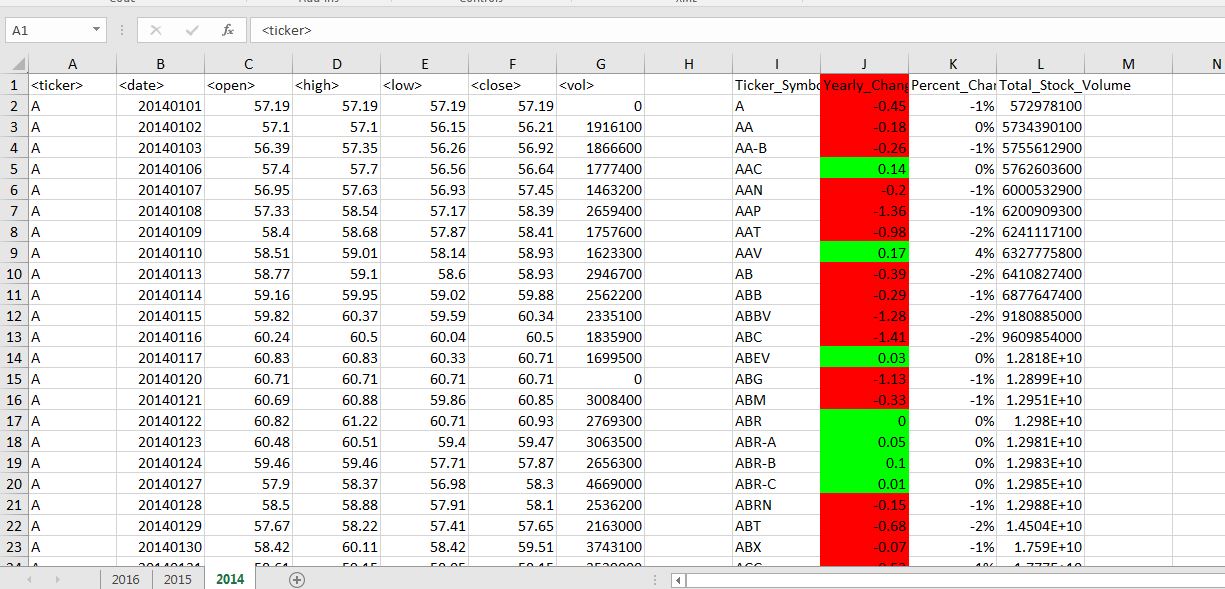 A1 fx <ticker>
A B C D E F G H I J K L M N
1 <ticker> <date> <open> <high> <low> <close> <vol> Ticker_Symbo Yearly_Chang Percent_Char Total_Stock_Volume
2 A 20140101 57.19 57.19 57.19 57.19 0 A -0.45 -1% 572978100
3 A 20140102 57.1 57.1 56.15 56.21 1916100 AA -0.18 0% 5734390100
4 A 20140103 56.39 57.35 56.26 56.92 1866600 AA-B -0.26 -1% 5755612900
5 A 20140106 57.4 57.7 56.56 56.64 1777400 AAC 0.14 0% 5762603600
6 A 20140107 56.95 57.63 56.93 57.45 1463200 AAN -0.2 -1% 6000532900
7 A 20140108 57.33 58.54 57.17 58.39 2659400 AAP -1.36 -1% 6200909300
8 A 20140109 58.4 58.68 57.87 58.41 1757600 AAT -0.98 -2% 6241117100
9 A 20140110 58.51 59.01 58.14 58.93 1623300 AAV 0.17 4% 6327775800
10 A 20140113 58.77 59.1 58.6 58.93 2946700 AB -0.39 -2% 6410827400
11 A 20140114 59.16 59.95 59.02 59.88 2562200 ABB -0.29 -1% 6877647400
12 A 20140115 59.82 60.37 59.59 60.34 2335100 ABBV -1.28 -2% 9180885000
13 A 20140116 60.24 60.5 60.04 60.5 1835900 ABC -1.41 -2% 9609854000
14 A 20140117 60.83 60.83 60.33 60.71 1699500 ABEV 0.03 0% 1.2818E+10
15 A 20140120 60.71 60.71 60.71 60.71 0 ABG -1.13 -1% 1.2899E+10
16 A 20140121 60.69 60.88 59.86 60.85 3008400 ABM -0.33 -1% 1.2951E+10
17 A 20140122 60.82 61.22 60.71 60.93 2769300 ABR 0 0% 1.298E+10
18 A 20140123 60.48 60.51 59.4 59.47 3063500 ABR-A 0.05 0% 1.2981E+10
19 A 20140124 59.46 59.46 57.71 57.87 2656300 ABR-B 0.1 0% 1.2983E+10
20 A 20140127 57.9 58.37 56.98 58.3 4669000 ABR-C 0.01 0% 1.2985E+10
21 A 20140128 58.5 58.88 57.91 58.1 2536200 ABRN -0.15 -1% 1.2988E+10
22 A 20140129 57.67 58.22 57.41 57.65 2163000 ABT -0.68 -2% 1.4504E+10
23 A 20140130 58.42 60.11 58.42 59.51 3743100 ABX -0.07 -1% 1.759E+10
2016 2015 2014